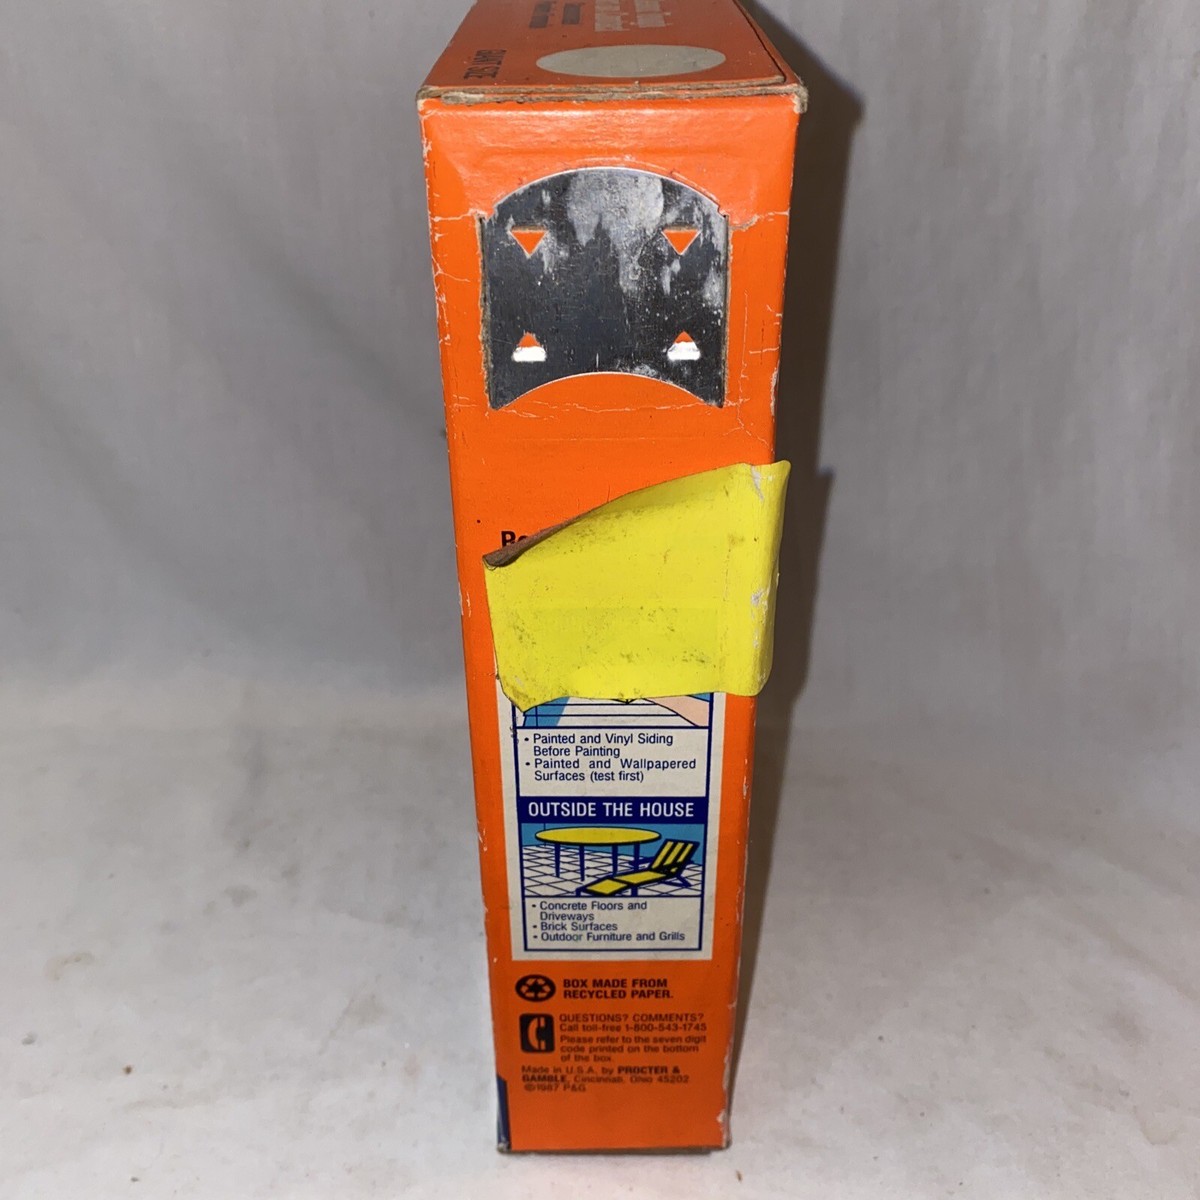 GIANT SIZE
• Painted and Vinyl Siding
Before Painting
• Painted and Wallpapered
Surfaces (test first)
OUTSIDE THE HOUSE
• Concrete Floors and
Driveways
• Brick Surfaces
• Outdoor Furniture and Grills
BOX MADE FROM
RECYCLED PAPER.
QUESTIONS? COMMENTS?
Call toll-free 1-800-543-1745
Please refer to the seven digit
code printed on the bottom
of the box.
Made in U.S.A. by PROCTER &
GAMBLE, Cincinnati, Ohio 45202
©1987 P&G